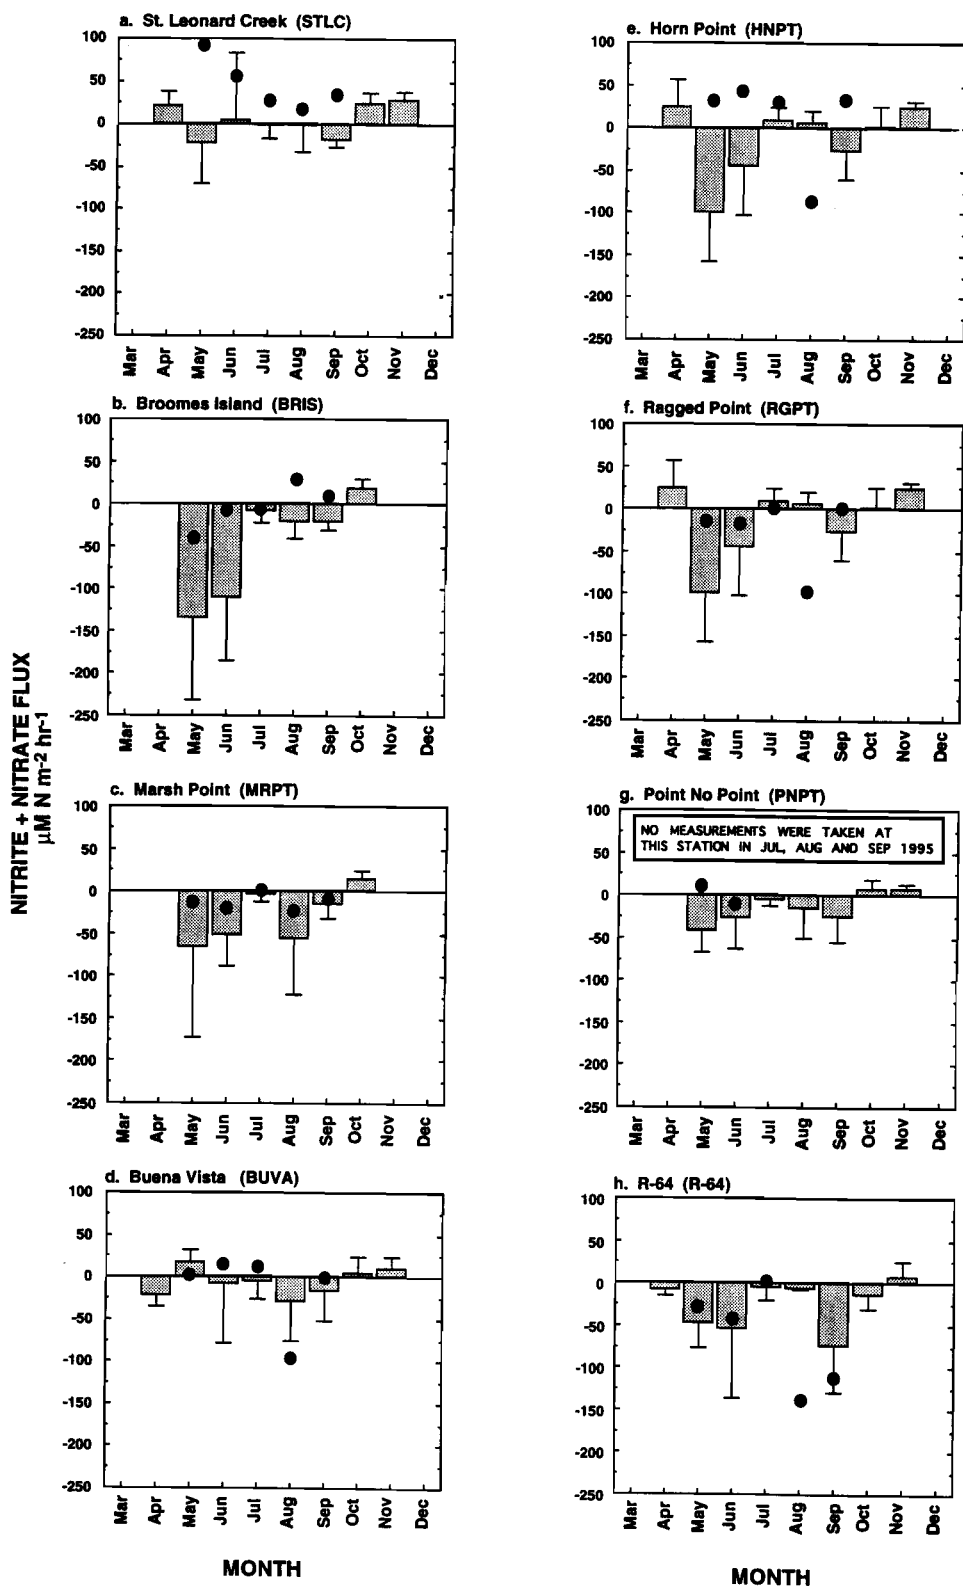 a. St. Leonard Creek (STLC)
100
50
0
-50
-100
-150
-200
-250
Mar Apr May Jun Jul Aug Sep Oct Nov Dec
b. Broomes Island (BRIS)
100
50
0
-50
-100
-150
-200
-250
Mar Apr May Jun Jul Aug Sep Oct Nov Dec
c. Marsh Point (MRPT)
100
50
0
-50
-100
-150
-200
-250
Mar Apr May Jun Jul Aug Sep Oct Nov Dec
d. Buena Vista (BUVA)
100
50
0
-50
-100
-150
-200
-250
Mar Apr May Jun Jul Aug Sep Oct Nov Dec
MONTH
NITRITE + NITRATE FLUX
µM N m-2 hr-1
e. Horn Point (HNPT)
100
50
0
-50
-100
-150
-200
-250
Mar Apr May Jun Jul Aug Sep Oct Nov Dec
f. Ragged Point (RGPT)
100
50
0
-50
-100
-150
-200
-250
Mar Apr May Jun Jul Aug Sep Oct Nov Dec
g. Point No Point (PNPT)
NO MEASUREMENTS WERE TAKEN AT
THIS STATION IN JUL, AUG AND SEP 1995
100
50
0
-50
-100
-150
-200
-250
Mar Apr May Jun Jul Aug Sep Oct Nov Dec
h. R-64 (R-64)
100
50
0
-50
-100
-150
-200
-250
Mar Apr May Jun Jul Aug Sep Oct Nov Dec
MONTH